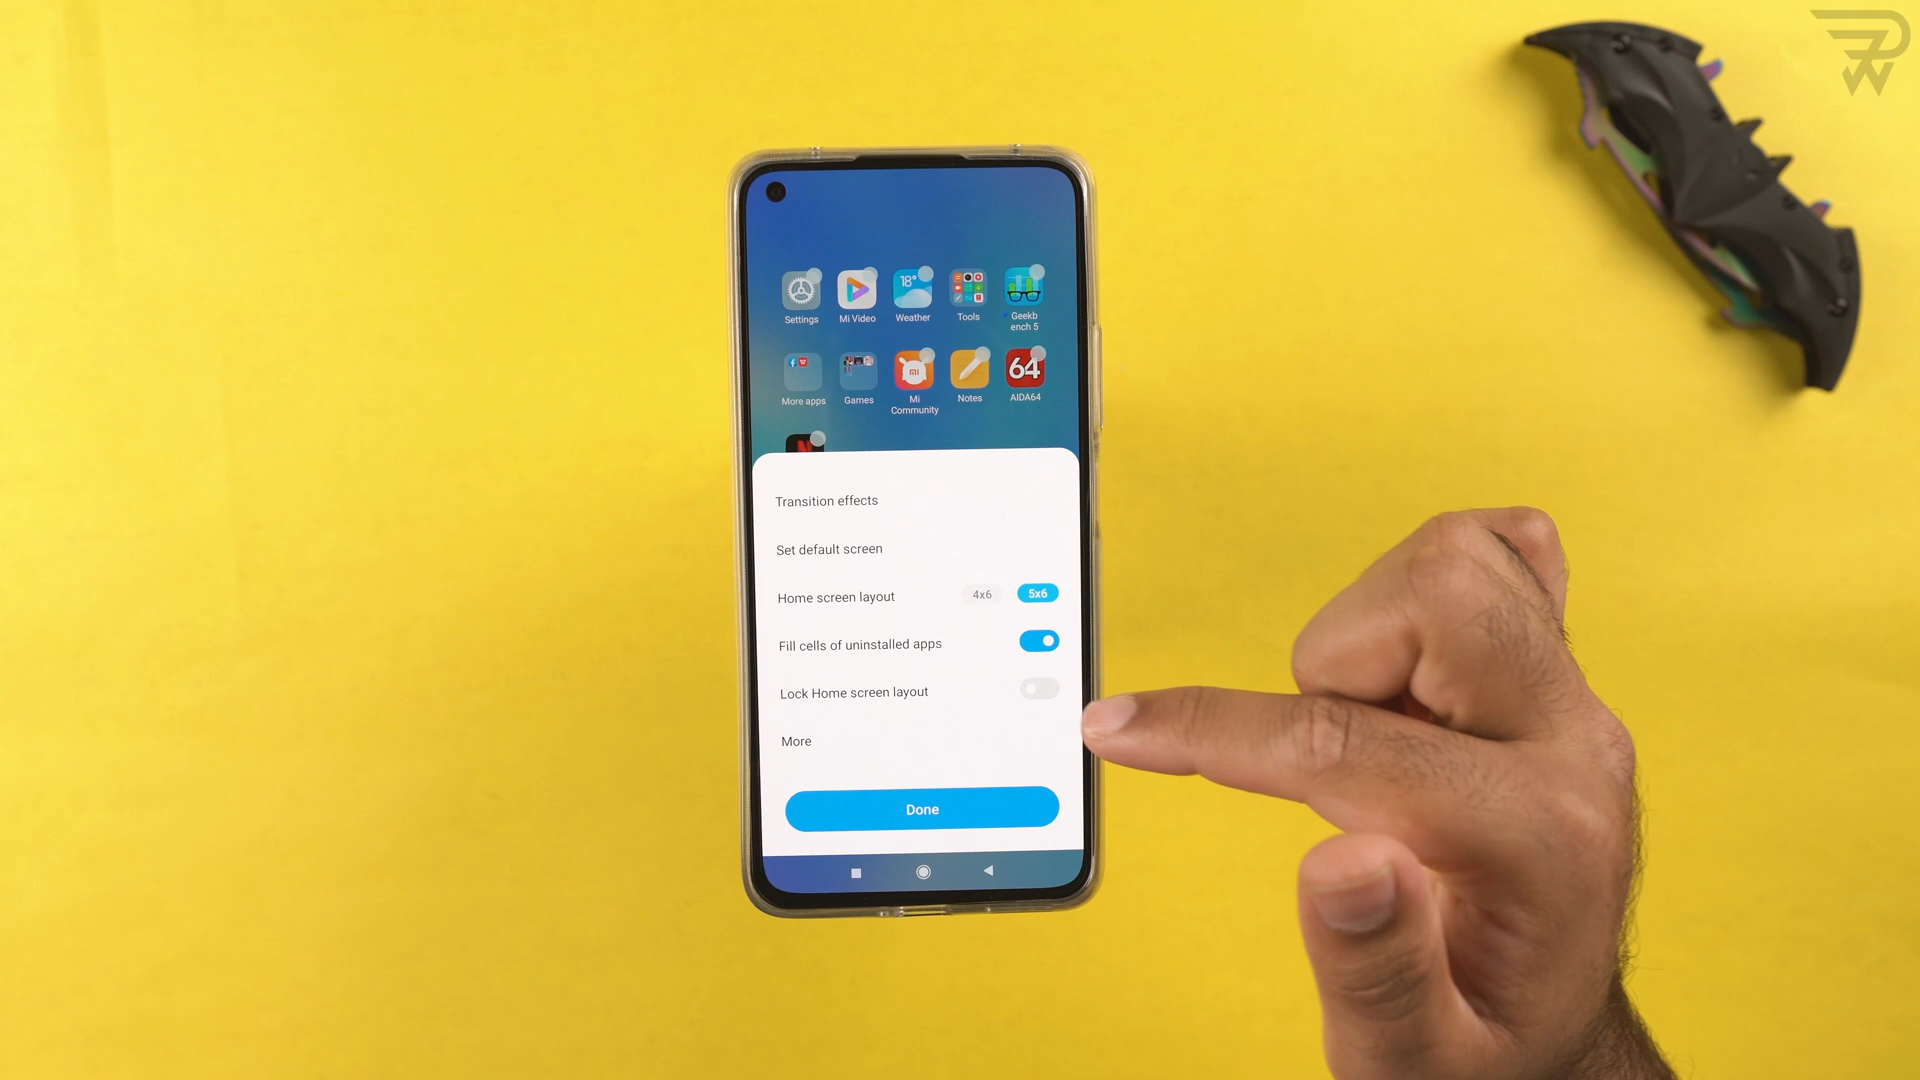 18°
Settings
Mi Video
Weather
Tools
Geekb
ench 5
64
More apps
Games
Mi
Community
Notes
AIDA64
Transition effects
Set default screen
Home screen layout 4x6 5x6
Fill cells of uninstalled apps
Lock Home screen layout
More
Done